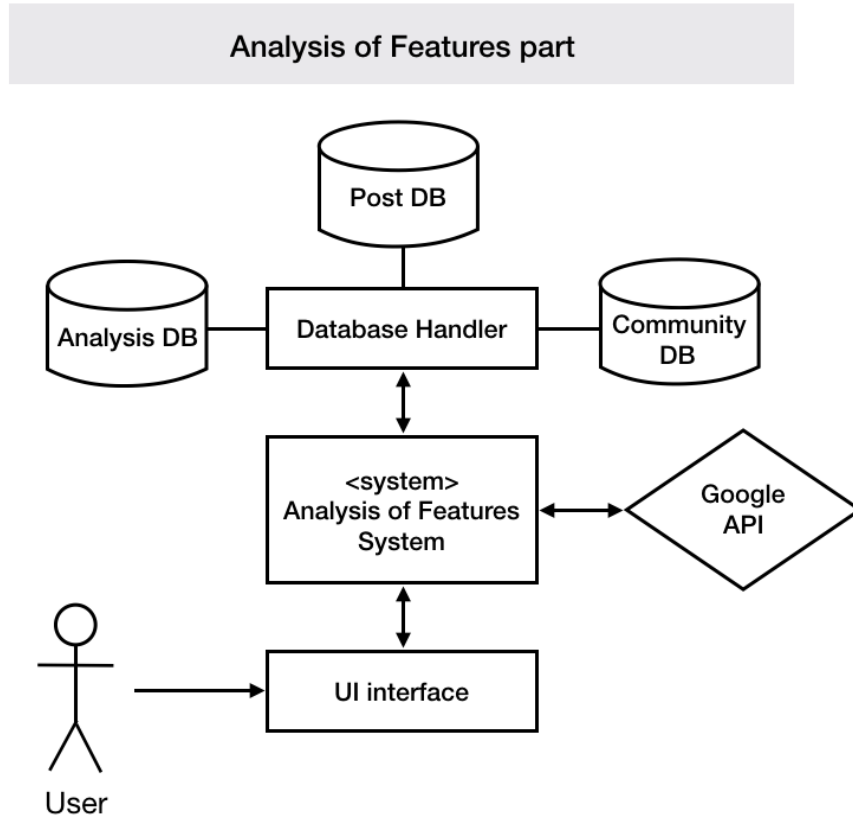 Analysis of Features part
Post DB
Analysis DB
Database Handler
Community
DB
<system>
Analysis of Features
System
Google
API
UI interface
User